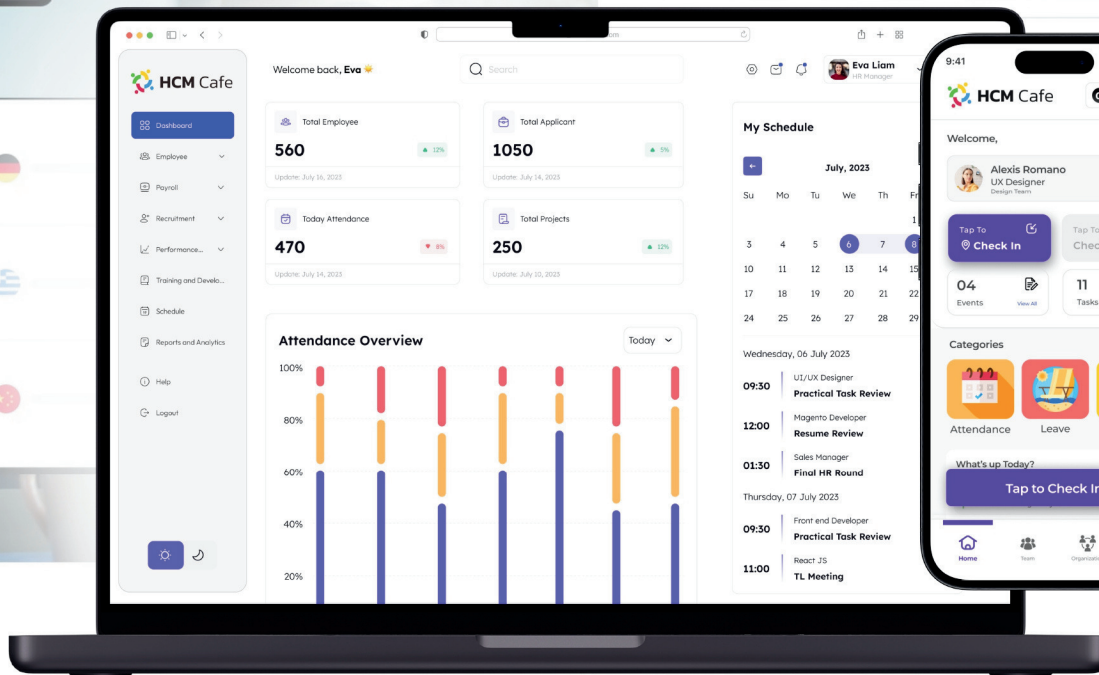 HCM Cafe
Dashboard
Employee
Payroll
Recruitment
Performance...
Training and Develo...
Schedule
Reports and Analytics
Help
Logout
Welcome back, Eva
Search
Eva Liam
HR Manager
Total Employee
560
12%
Update: July 16, 2023
Total Applicant
1050
5%
Update: July 14, 2023
Today Attendance
470
8%
Update: July 14, 2023
Total Projects
250
12%
Update: July 10, 2023
Attendance Overview
Today
100%
80%
60%
40%
20%
My Schedule
July, 2023
Su Mo Tu We Th Fr
1
3 4 5 6 7 8
10 11 12 13 14 15
17 18 19 20 21 22
24 25 26 27 28 29
Wednesday, 06 July 2023
09:30 UI/UX Designer
Practical Task Review
12:00 Magento Developer
Resume Review
01:30 Sales Manager
Final HR Round
Thursday, 07 July 2023
09:30 Front end Developer
Practical Task Review
11:00 React JS
TL Meeting
9:41
HCM Cafe
Welcome,
Alexis Romano
UX Designer
Design Team
Tap To
Check In
Tap To
Chec
04
Events
View All
11
Tasks
Categories
Attendance
Leave
What's up Today?
Tap to Check In
Home
Team